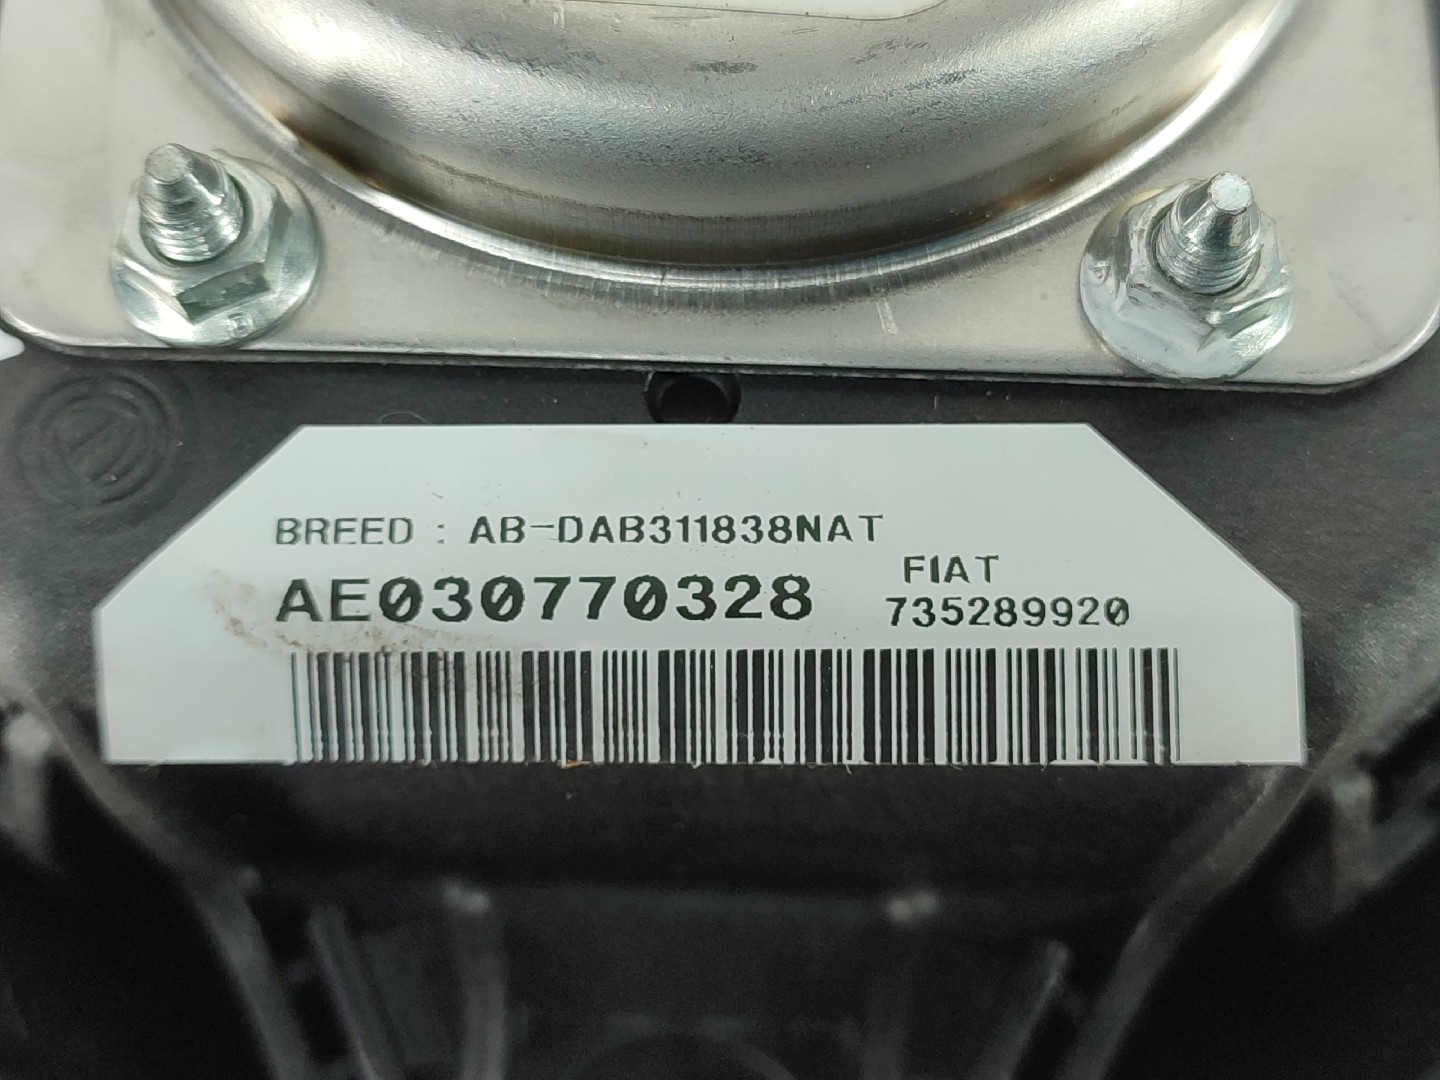 BREED : AB-DAB311838NAT
FIAT
AE030770328 735289920